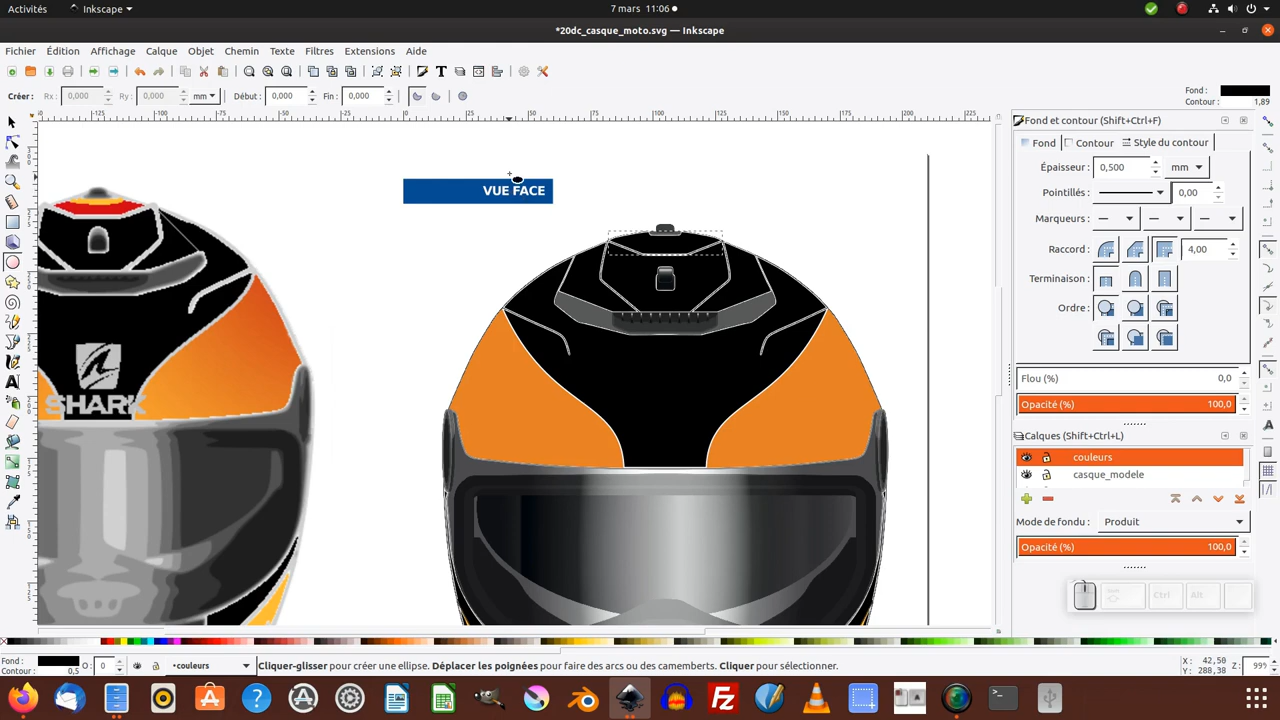 Activités
Inkscape
7 mars 11:06
*20dc_casque_moto.svg — Inkscape
Fichier Édition Affichage Calque Objet Chemin Texte Filtres Extensions Aide
Créer : Rx : 0,000 Ry : 0,000 mm Début : 0,000 Fin : 0,000
Fond :
Contour : 1,89
Fond et contour (Shift+Ctrl+F)
Fond Contour Style du contour
Épaisseur : 0,500 mm
Pointillés : 0,00
Marqueurs :
Raccord : 4,00
Terminaison :
Ordre :
Flou (%) 0,0
Opacité (%) 100,0
Calques (Shift+Ctrl+L)
couleurs
casque_modele
Mode de fondu : Produit
Opacité (%) 100,0
Ctrl Alt
VUE FACE
SHARK
Fond :
Contour : 0,5
O : 0
•couleurs
Cliquer-glisser pour créer une ellipse. Déplacer les poignées pour faire des arcs ou des camemberts. Cliquer pour sélectionner.
X : 42,50
Y : 288,38
Z : 99%